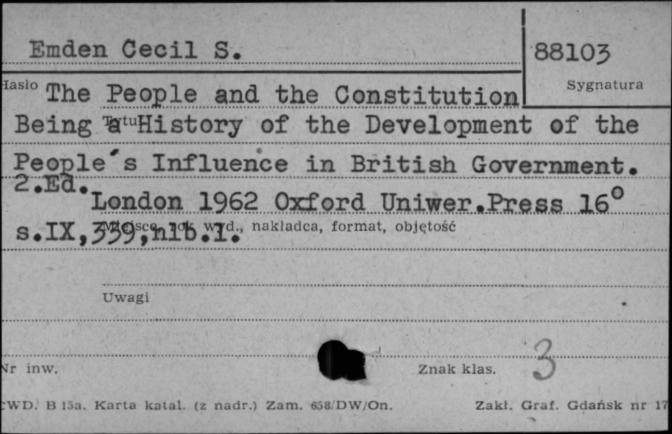 Emden Cecil S.
88103
Hasło
Sygnatura
The People and the Constitution
Tytuł
Being a History of the Development of the
People´s Influence in British Government.
2.Ed.
London 1962 Oxford Uniwer.Press 16°
Miejsce, rok wyd., nakładca, format, objętość
s.IX,339,nlb.1.
Uwagi
Nr inw.
Znak klas.
3
CWD. B 15a. Karta katal. (z nadr.) Zam. 658/DW/On.
Zakł. Graf. Gdańsk nr 17